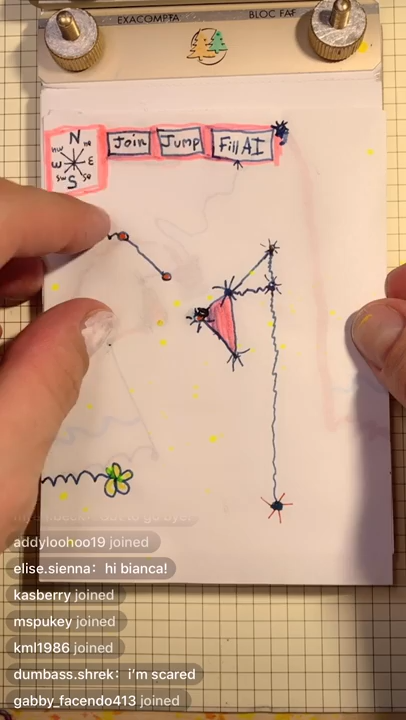 EXACOMPTA BLOC FAF
N
NW Ne
W E
SW Se
S
Join Jump Fill AI
addyloohoo19 joined
elise.sienna: hi bianca!
kasberry joined
mspukey joined
kml1986 joined
dumbass.shrek: i'm scared
gabby_facendo413 joined